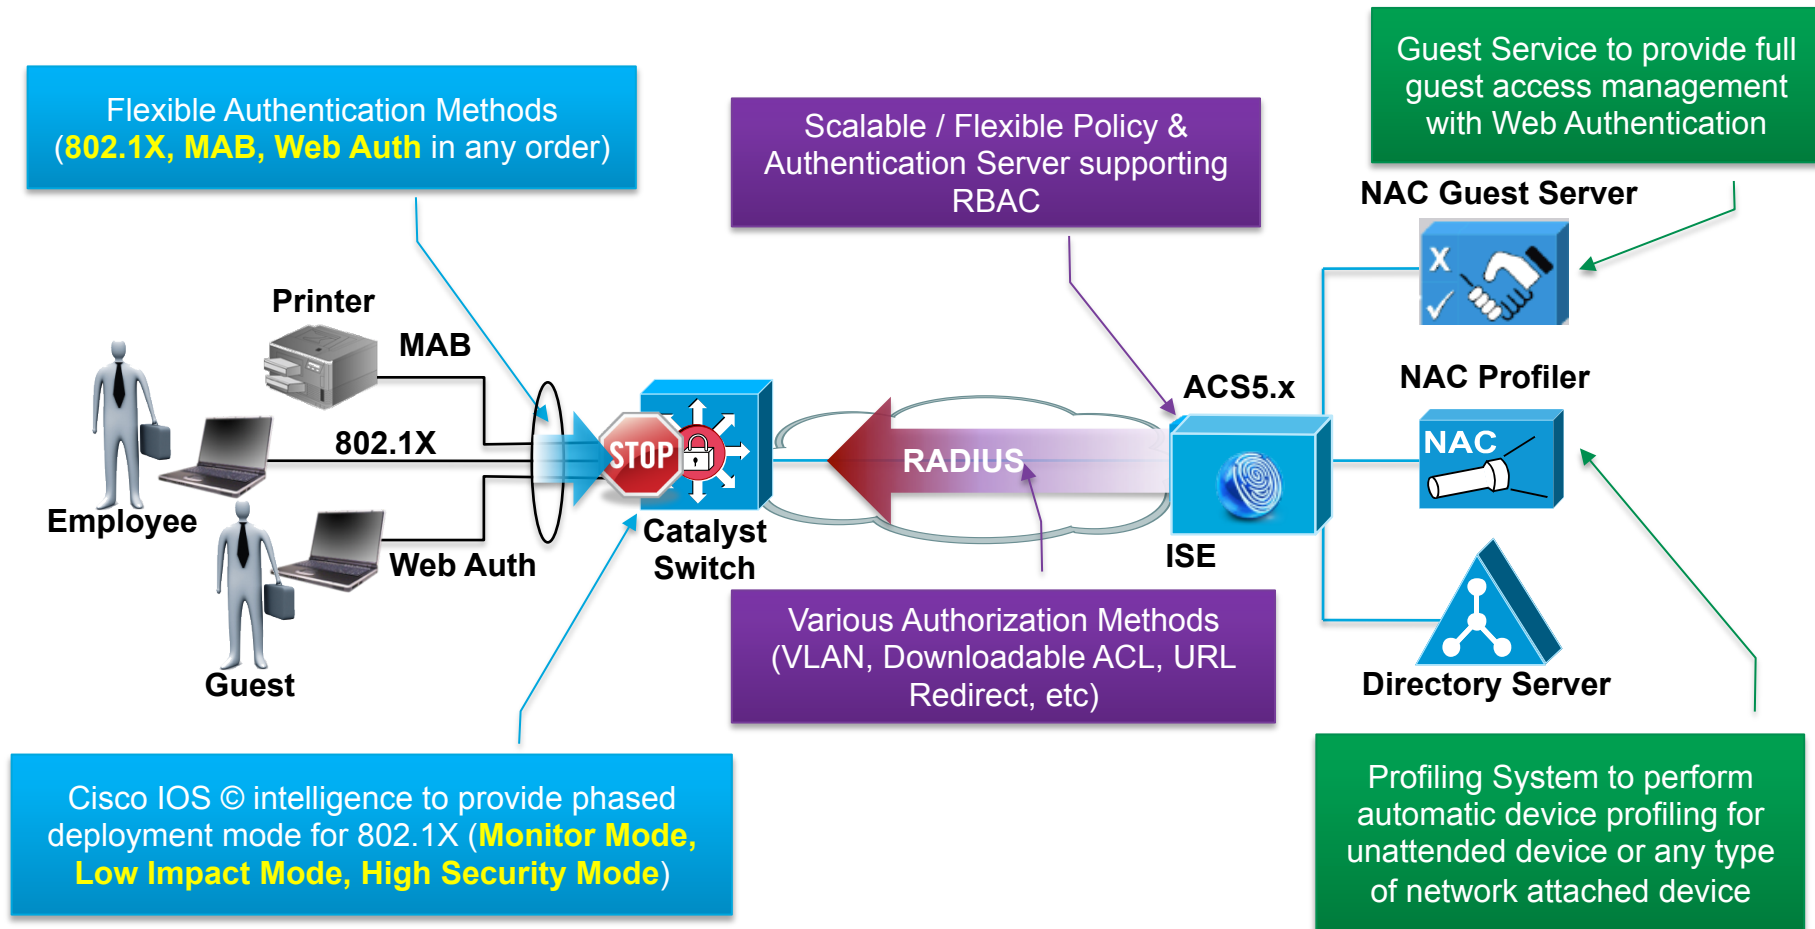 Guest Service to provide full
guest access management
with Web Authentication
Flexible Authentication Methods
(802.1X, MAB, Web Auth in any order)
Scalable / Flexible Policy &
Authentication Server supporting
RBAC
NAC Guest Server
X
Printer
MAB
ACS5.x
NAC Profiler
802.1X
STOP
RADIUS
NAC
Employee
Catalyst
Switch
ISE
Web Auth
Guest
Various Authorization Methods
(VLAN, Downloadable ACL, URL
Redirect, etc)
Directory Server
Cisco IOS © intelligence to provide phased
deployment mode for 802.1X (Monitor Mode,
Low Impact Mode, High Security Mode)
Profiling System to perform
automatic device profiling for
unattended device or any type
of network attached device